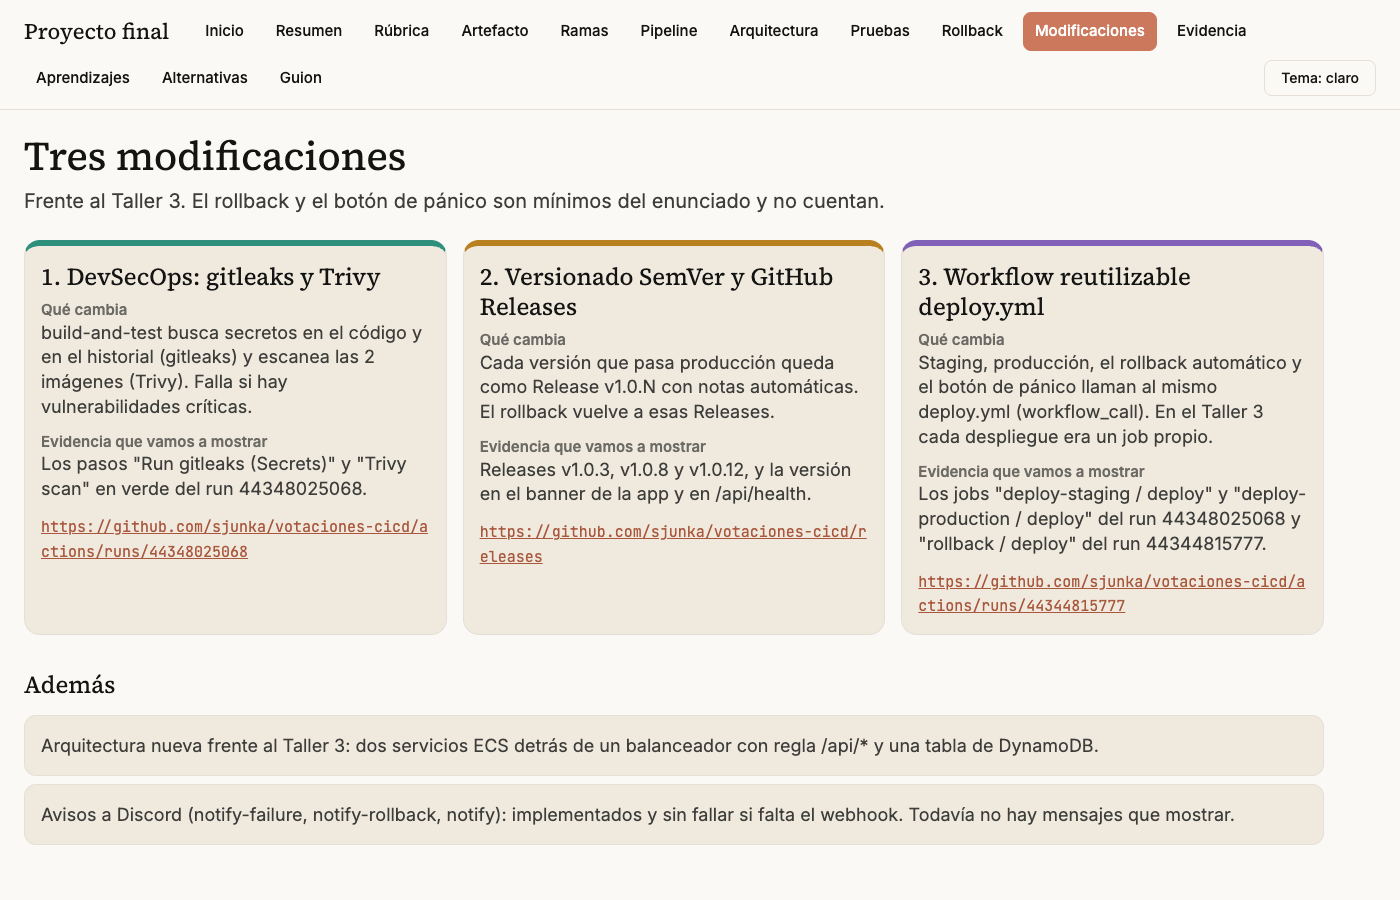 Proyecto final
Inicio
Resumen
Rúbrica
Artefacto
Ramas
Pipeline
Arquitectura
Pruebas
Rollback
Modificaciones
Evidencia
Aprendizajes
Alternativas
Guion
Tema: claro
Tres modificaciones
Frente al Taller 3. El rollback y el botón de pánico son mínimos del enunciado y no cuentan.
1. DevSecOps: gitleaks y Trivy
Qué cambia
build-and-test busca secretos en el código y
en el historial (gitleaks) y escanea las 2
imágenes (Trivy). Falla si hay
vulnerabilidades críticas.
Evidencia que vamos a mostrar
Los pasos "Run gitleaks (Secrets)" y "Trivy
scan" en verde del run 44348025068.
https://github.com/sjunka/votaciones-cicd/a
ctions/runs/44348025068
2. Versionado SemVer y GitHub
Releases
Qué cambia
Cada versión que pasa producción queda
como Release v1.0.N con notas automáticas.
El rollback vuelve a esas Releases.
Evidencia que vamos a mostrar
Releases v1.0.3, v1.0.8 y v1.0.12, y la versión
en el banner de la app y en /api/health.
https://github.com/sjunka/votaciones-cicd/r
eleases
3. Workflow reutilizable
deploy.yml
Qué cambia
Staging, producción, el rollback automático y
el botón de pánico llaman al mismo
deploy.yml (workflow_call). En el Taller 3
cada despliegue era un job propio.
Evidencia que vamos a mostrar
Los jobs "deploy-staging / deploy" y "deploy-
production / deploy" del run 44348025068 y
"rollback / deploy" del run 44344815777.
https://github.com/sjunka/votaciones-cicd/a
ctions/runs/44344815777
Además
Arquitectura nueva frente al Taller 3: dos servicios ECS detrás de un balanceador con regla /api/* y una tabla de DynamoDB.
Avisos a Discord (notify-failure, notify-rollback, notify): implementados y sin fallar si falta el webhook. Todavía no hay mensajes que mostrar.